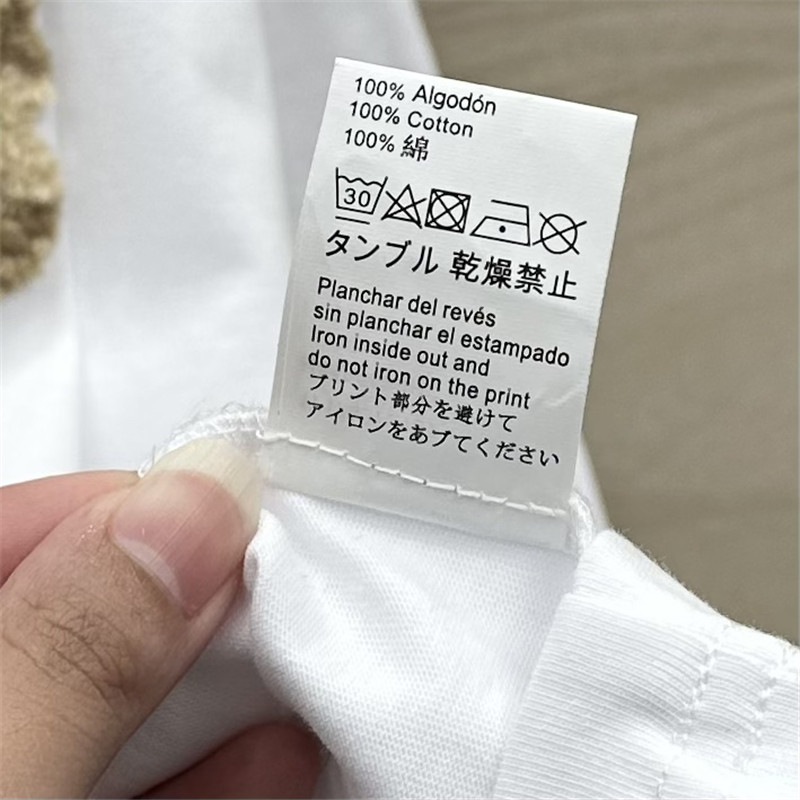 100% Algodón
100% Cotton
100% 綿
30
タンブル 乾燥禁止
Planchar del revés
sin planchar el estampado
Iron inside out and
do not iron on the print
プリント部分を避けて
アイロンをあブてください